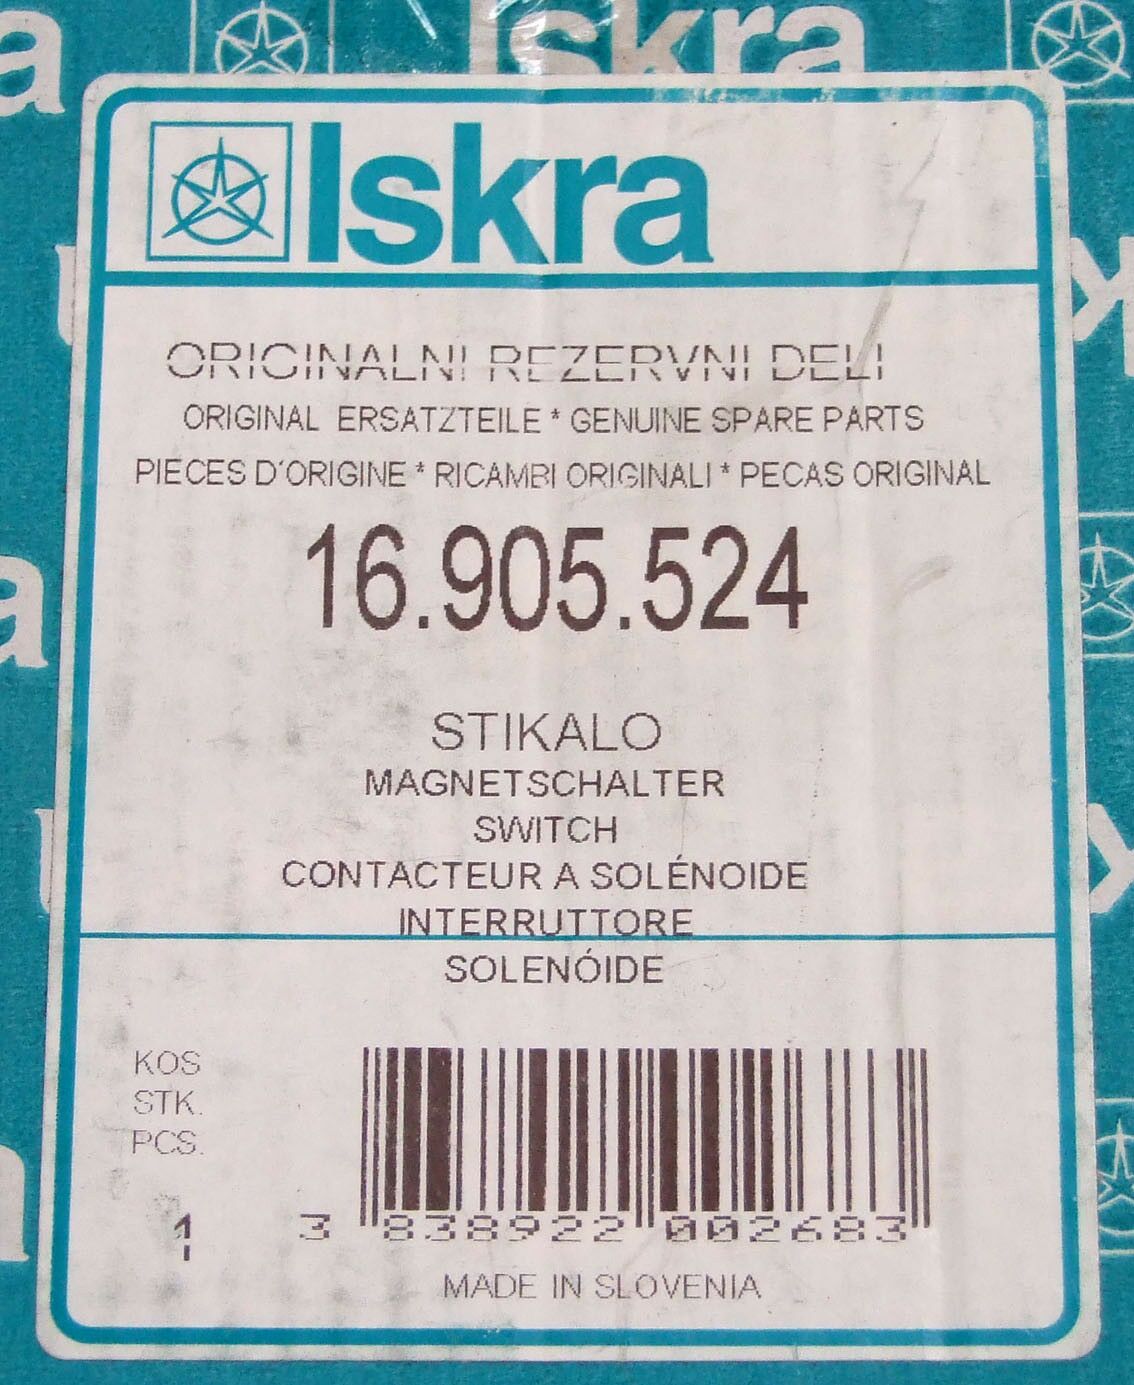 Iskra
Iskra
ORIGINALNI REZERVNI DELI
ORIGINAL ERSATZTEILE * GENUINE SPARE PARTS
PIECES D'ORIGINE * RICAMBI ORIGINALI * PECAS ORIGINAL
16.905.524
STIKALO
MAGNETSCHALTER
SWITCH
CONTACTEUR A SOLÉNOIDE
INTERRUTTORE
SOLENÓIDE
KOS
STK.
PCS.
1
3 838922 002683
MADE IN SLOVENIA